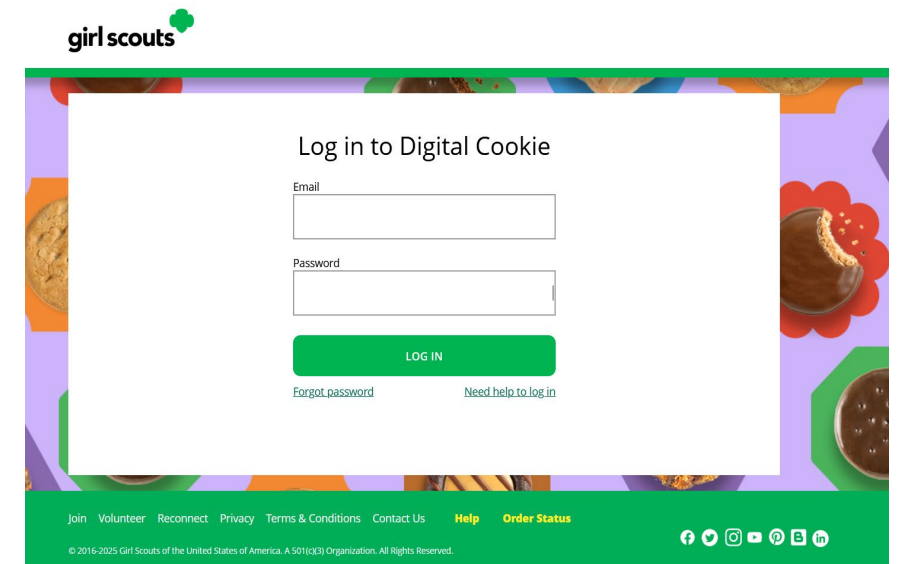 girl scouts
Log in to Digital Cookie
Email
Password
LOG IN
Forgot password Need help to log in
Join Volunteer Reconnect Privacy Terms & Conditions Contact Us Help Order Status
© 2016-2025 Girl Scouts of the United States of America. A 501(c)(3) Organization. All Rights Reserved.